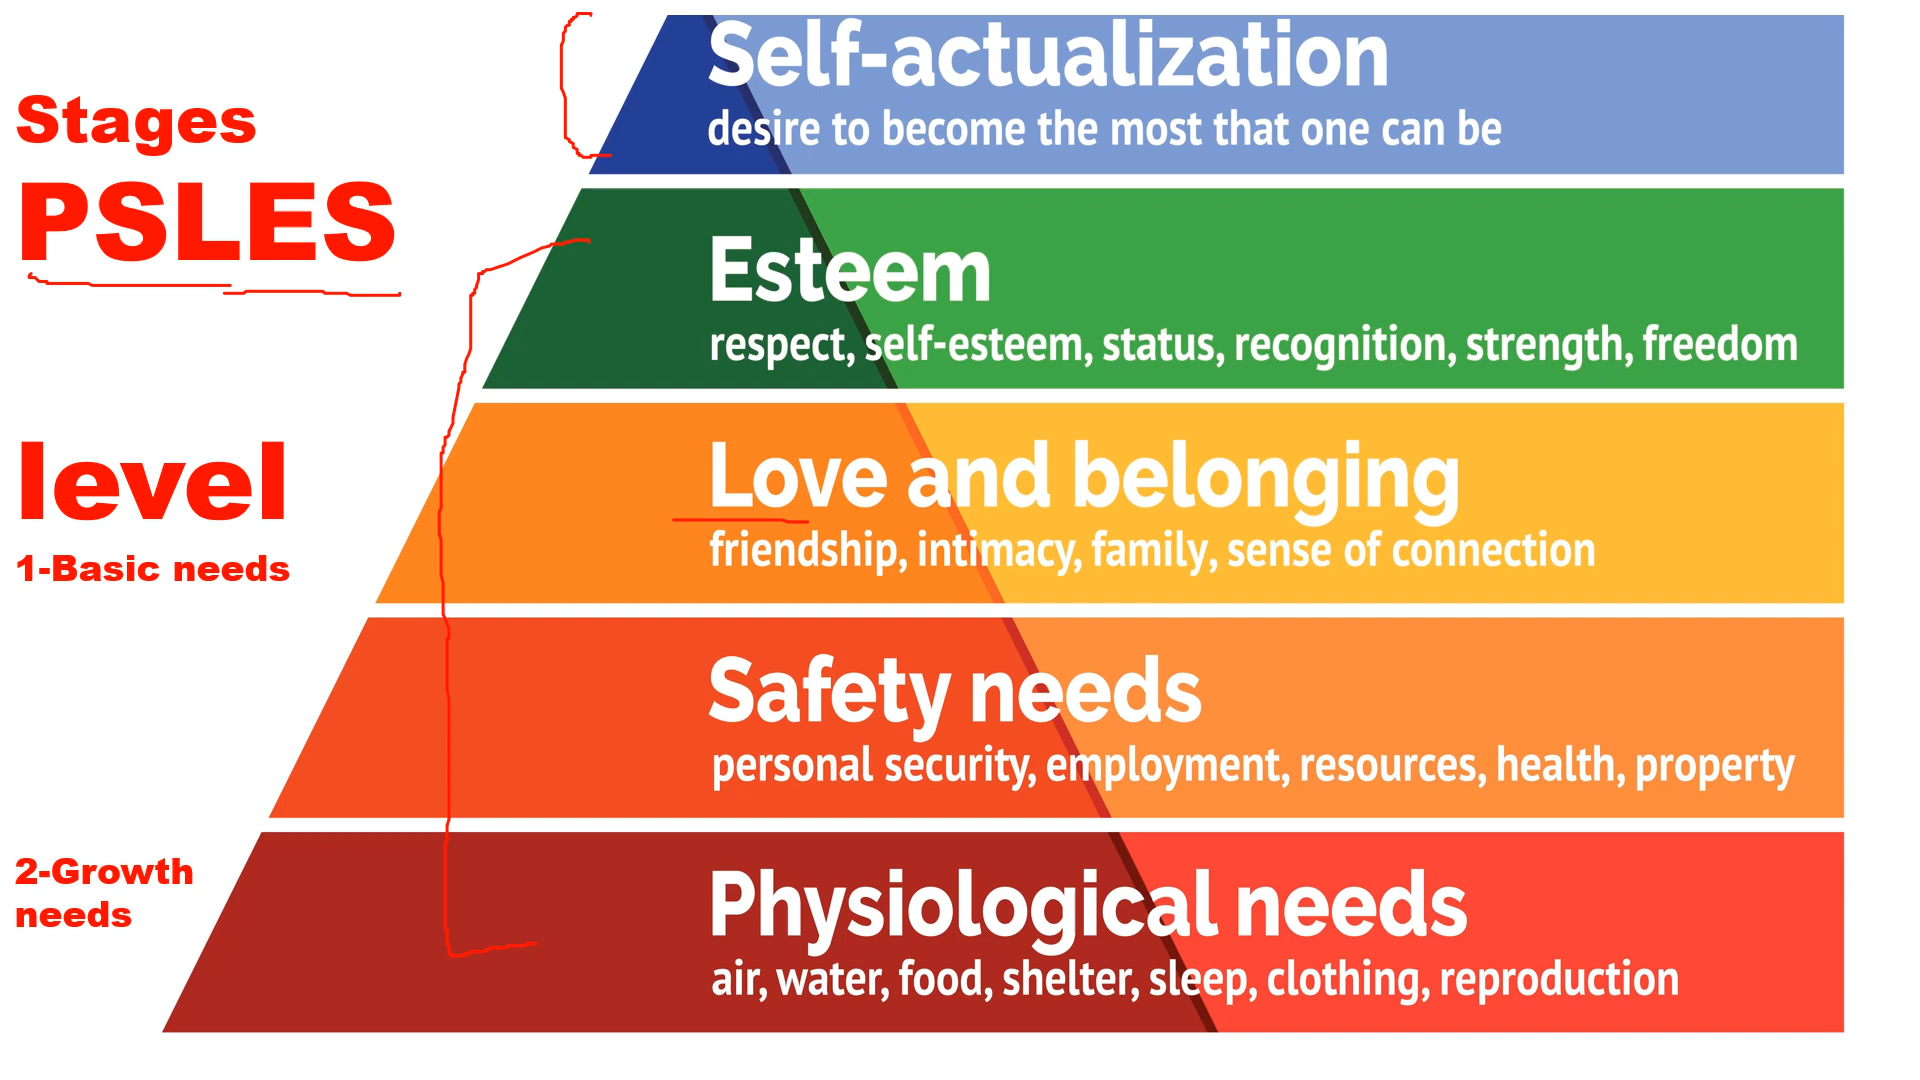 Stages
PSLES
level
1-Basic needs
2-Growth
needs
Self-actualization
desire to become the most that one can be
Esteem
respect, self-esteem, status, recognition, strength, freedom
Love and belonging
friendship, intimacy, family, sense of connection
Safety needs
personal security, employment, resources, health, property
Physiological needs
air, water, food, shelter, sleep, clothing, reproduction